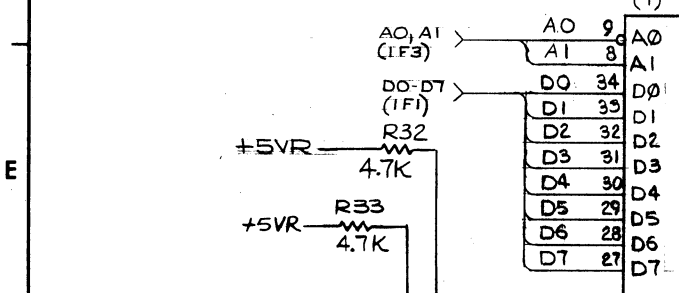 (1)
A0, A1
(1F3)
A0 9 AØ
A1 8 A1
D0-D7
(1F1)
D0 34 DØ
D1 33 D1
D2 32 D2
D3 31 D3
D4 30 D4
D5 29 D5
D6 28 D6
D7 27 D7
R32
+5VR
4.7K
R33
+5VR
4.7K
E